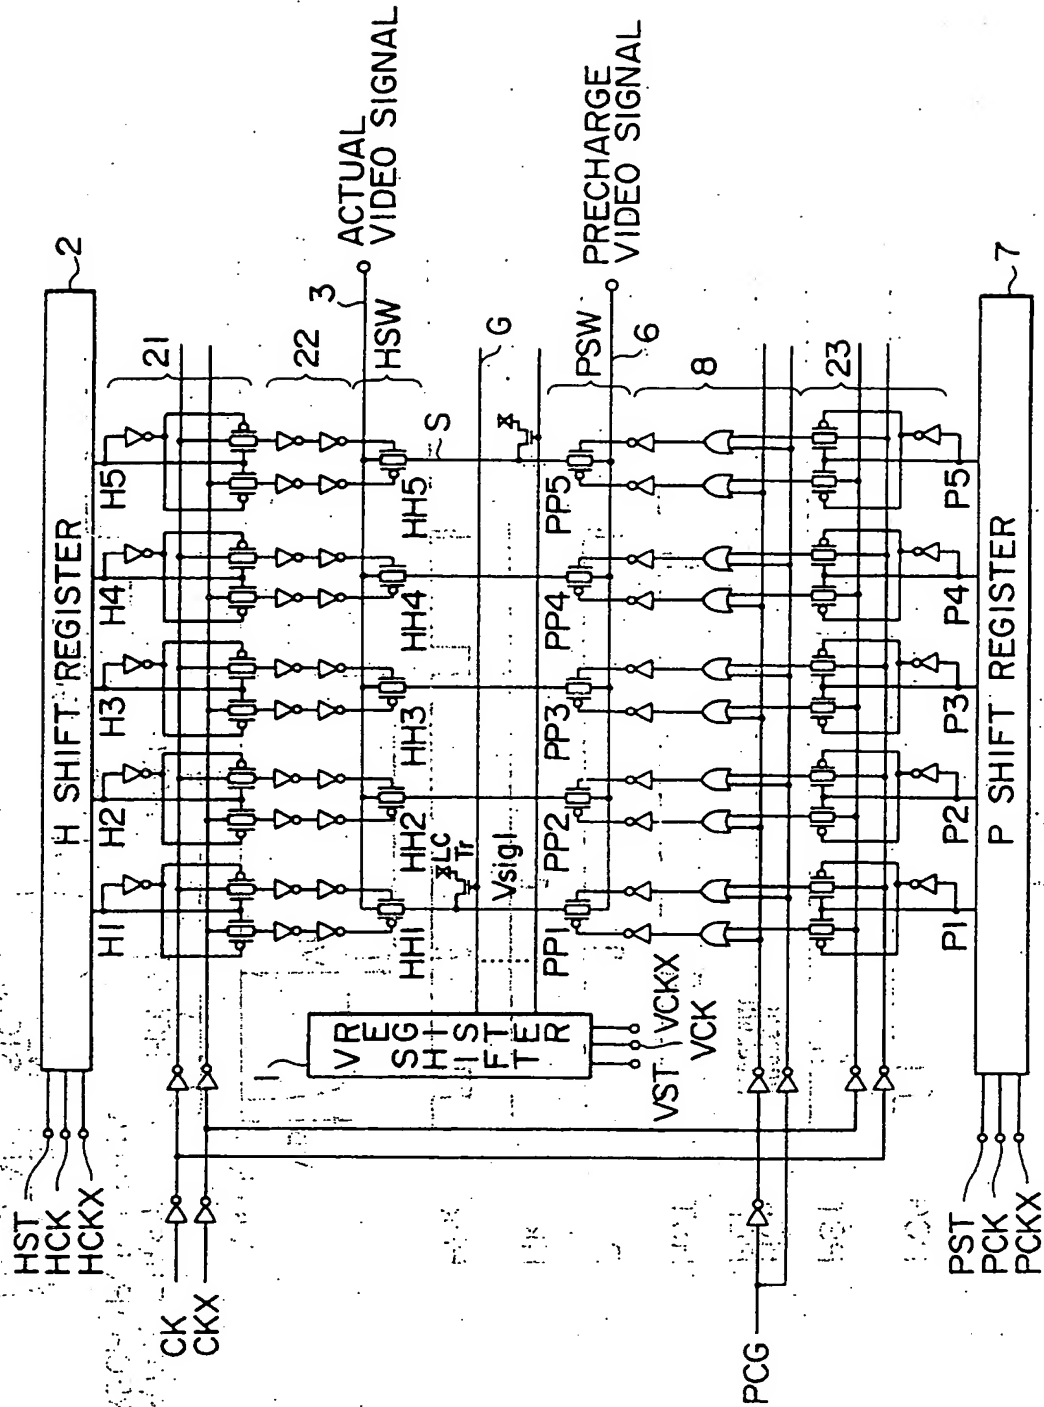 H SHIFT REGISTER
2
HST
HCK
HCKX
H1
H2
H3
H4
H5
21
CK
CKX
22
3
ACTUAL
VIDEO SIGNAL
HSW
HH1
HH2
HH3
HH4
HH5
LC
Tr
S
G
1
V SHIFT
REGISTER
Vsig1
VST
VCK
VCKX
PP1
PP2
PP3
PP4
PP5
PSW
6
PRECHARGE
VIDEO SIGNAL
8
PCG
23
P1
P2
P3
P4
P5
P SHIFT REGISTER
7
PST
PCK
PCKX